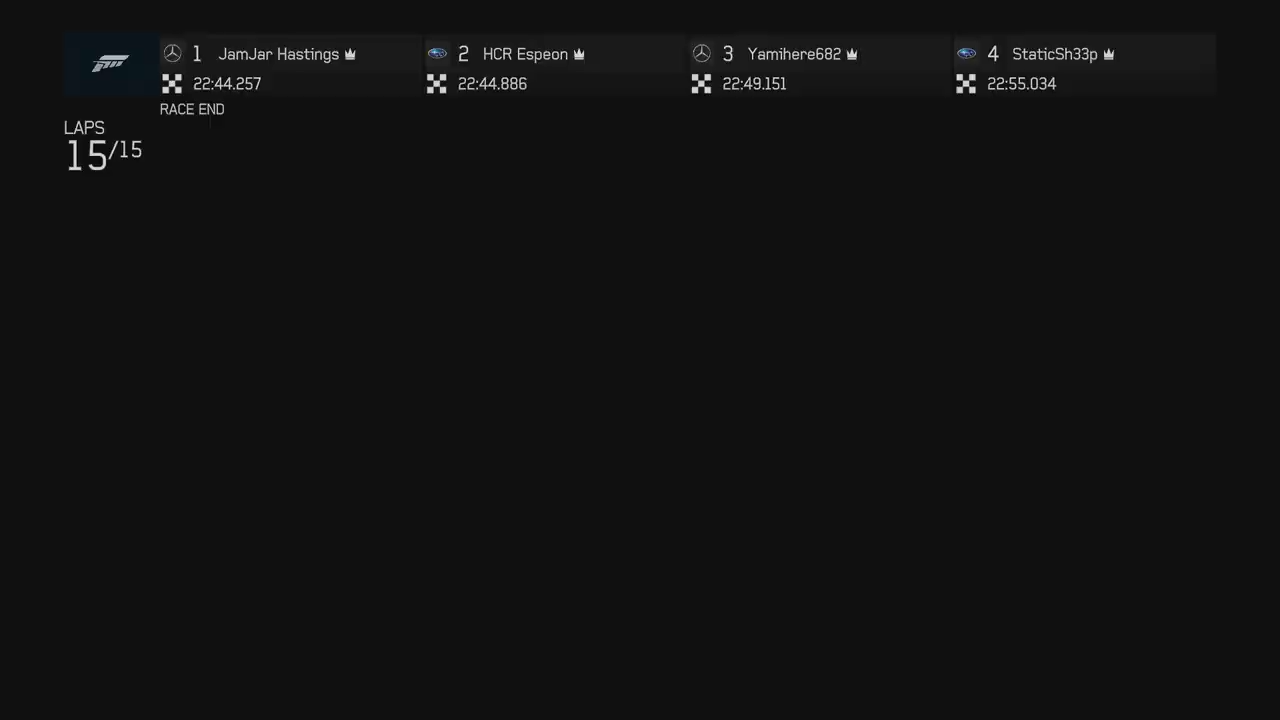 1 JamJar Hastings
22:44.257
2 HCR Espeon
22:44.886
3 Yamihere682
22:49.151
4 StaticSh33p
22:55.034
RACE END
LAPS
15/15